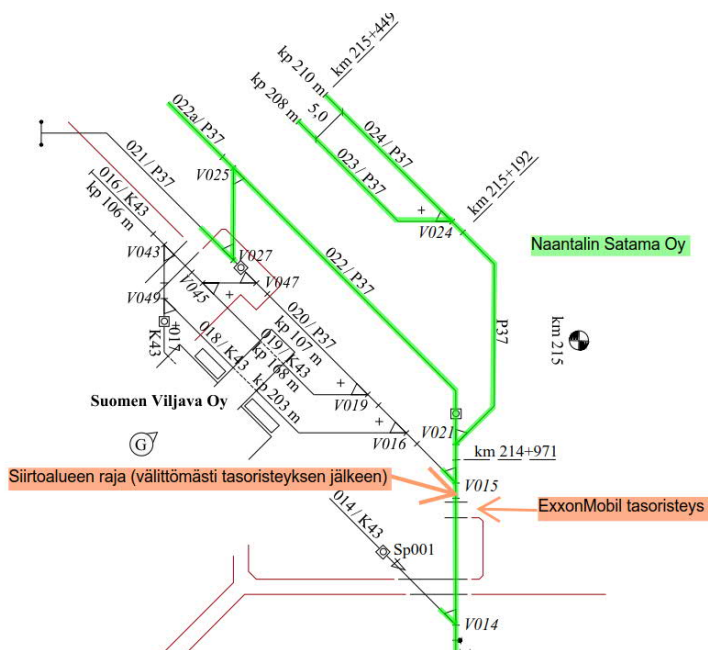 km 215+449
kp 210 m
kp 208 m
5,0
024/ P37
023/ P37
km 215+192
022a/ P37
021/ P37
016/ K43
kp 106 m
V025
V024
Naantalin Satama Oy
V027
V043
V047
V045
V049
022/ P37
P37
km 215
017
K43
018/ K43
019/ K43
020/ P37
kp 107 m
kp 168 m
kp 203 m
Suomen Viljava Oy
V019
V021
V016
G
km 214+971
Siirtoalueen raja (välittömästi tasoristeyksen jälkeen)
V015
ExxonMobil tasoristeys
014/ K43
Sp001
V014